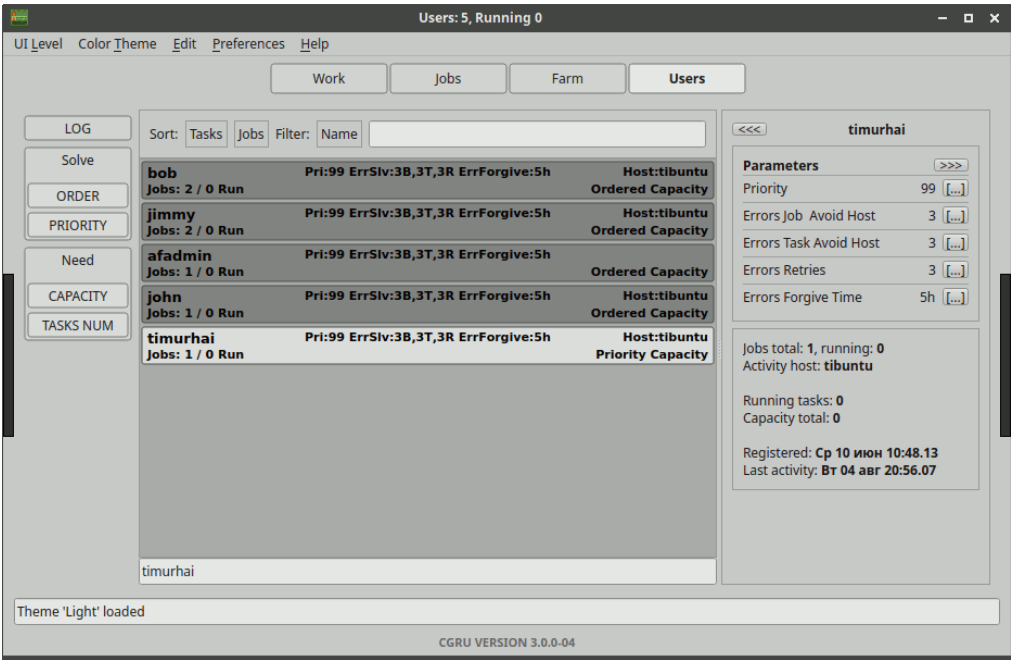 Users: 5, Running 0
UI Level Color Theme Edit Preferences Help
Work Jobs Farm Users
LOG
Solve
ORDER
PRIORITY
Need
CAPACITY
TASKS NUM
Sort: Tasks Jobs Filter: Name
bob Pri:99 ErrSlv:3B,3T,3R ErrForgive:5h Host:tibuntu
Jobs: 2 / 0 Run Ordered Capacity
jimmy Pri:99 ErrSlv:3B,3T,3R ErrForgive:5h Host:tibuntu
Jobs: 2 / 0 Run Ordered Capacity
afadmin Pri:99 ErrSlv:3B,3T,3R ErrForgive:5h
Jobs: 1 / 0 Run Ordered Capacity
john Pri:99 ErrSlv:3B,3T,3R ErrForgive:5h Host:tibuntu
Jobs: 1 / 0 Run Ordered Capacity
timurhai Pri:99 ErrSlv:3B,3T,3R ErrForgive:5h Host:tibuntu
Jobs: 1 / 0 Run Priority Capacity
timurhai
<<< timurhai
Parameters >>>
Priority 99 [...]
Errors Job Avoid Host 3 [...]
Errors Task Avoid Host 3 [...]
Errors Retries 3 [...]
Errors Forgive Time 5h [...]
Jobs total: 1, running: 0
Activity host: tibuntu
Running tasks: 0
Capacity total: 0
Registered: Ср 10 июн 10:48.13
Last activity: Вт 04 авг 20:56.07
Theme 'Light' loaded
CGRU VERSION 3.0.0-04